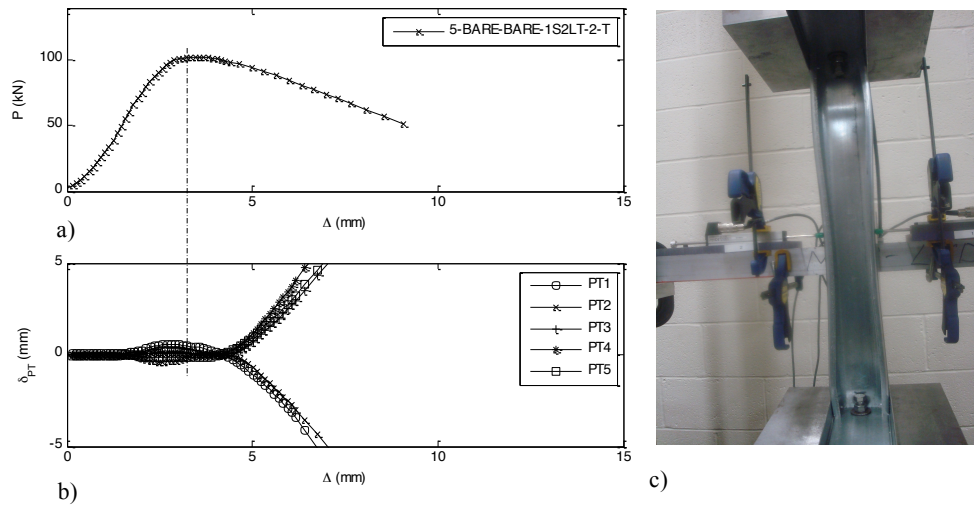 5-BARE-BARE-1S2LT-2-T
100
50
0
P (kN)
0
5
10
15
Δ (mm)
a)
5
0
-5
δPT (mm)
PT1
PT2
PT3
PT4
PT5
0
5
10
15
Δ (mm)
b)
c)